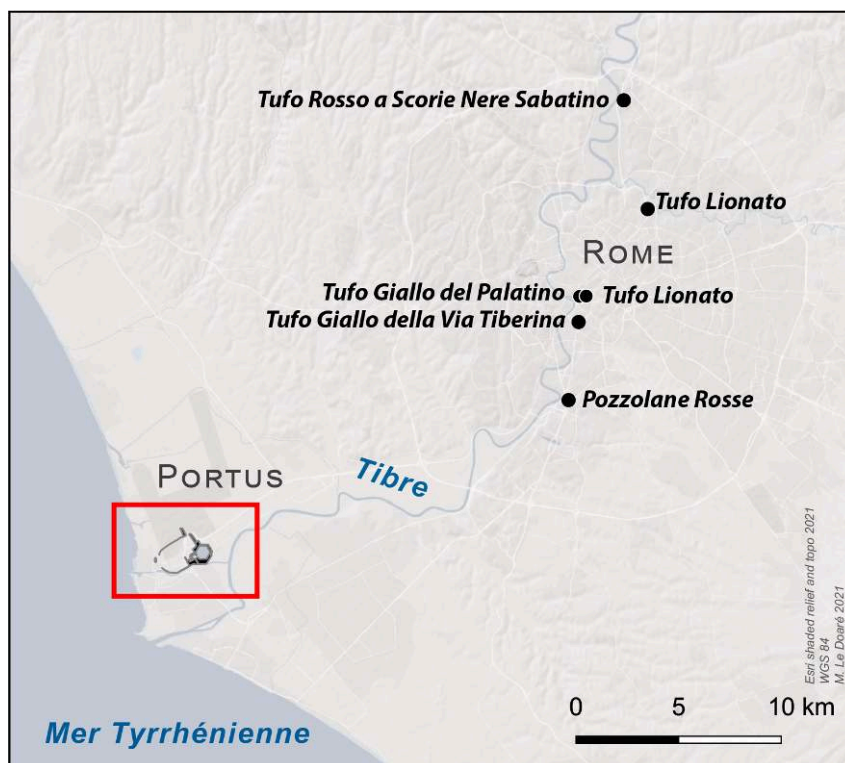 Tufo Rosso a Scorie Nere Sabatino
Tufo Lionato
ROME
Tufo Giallo del Palatino
Tufo Lionato
Tufo Giallo della Via Tiberina
Pozzolane Rosse
PORTUS
Tibre
Mer Tyrrhénienne
0 5 10 km
Esri shaded relief and topo 2021
WGS 84
M. Le Doaré 2021